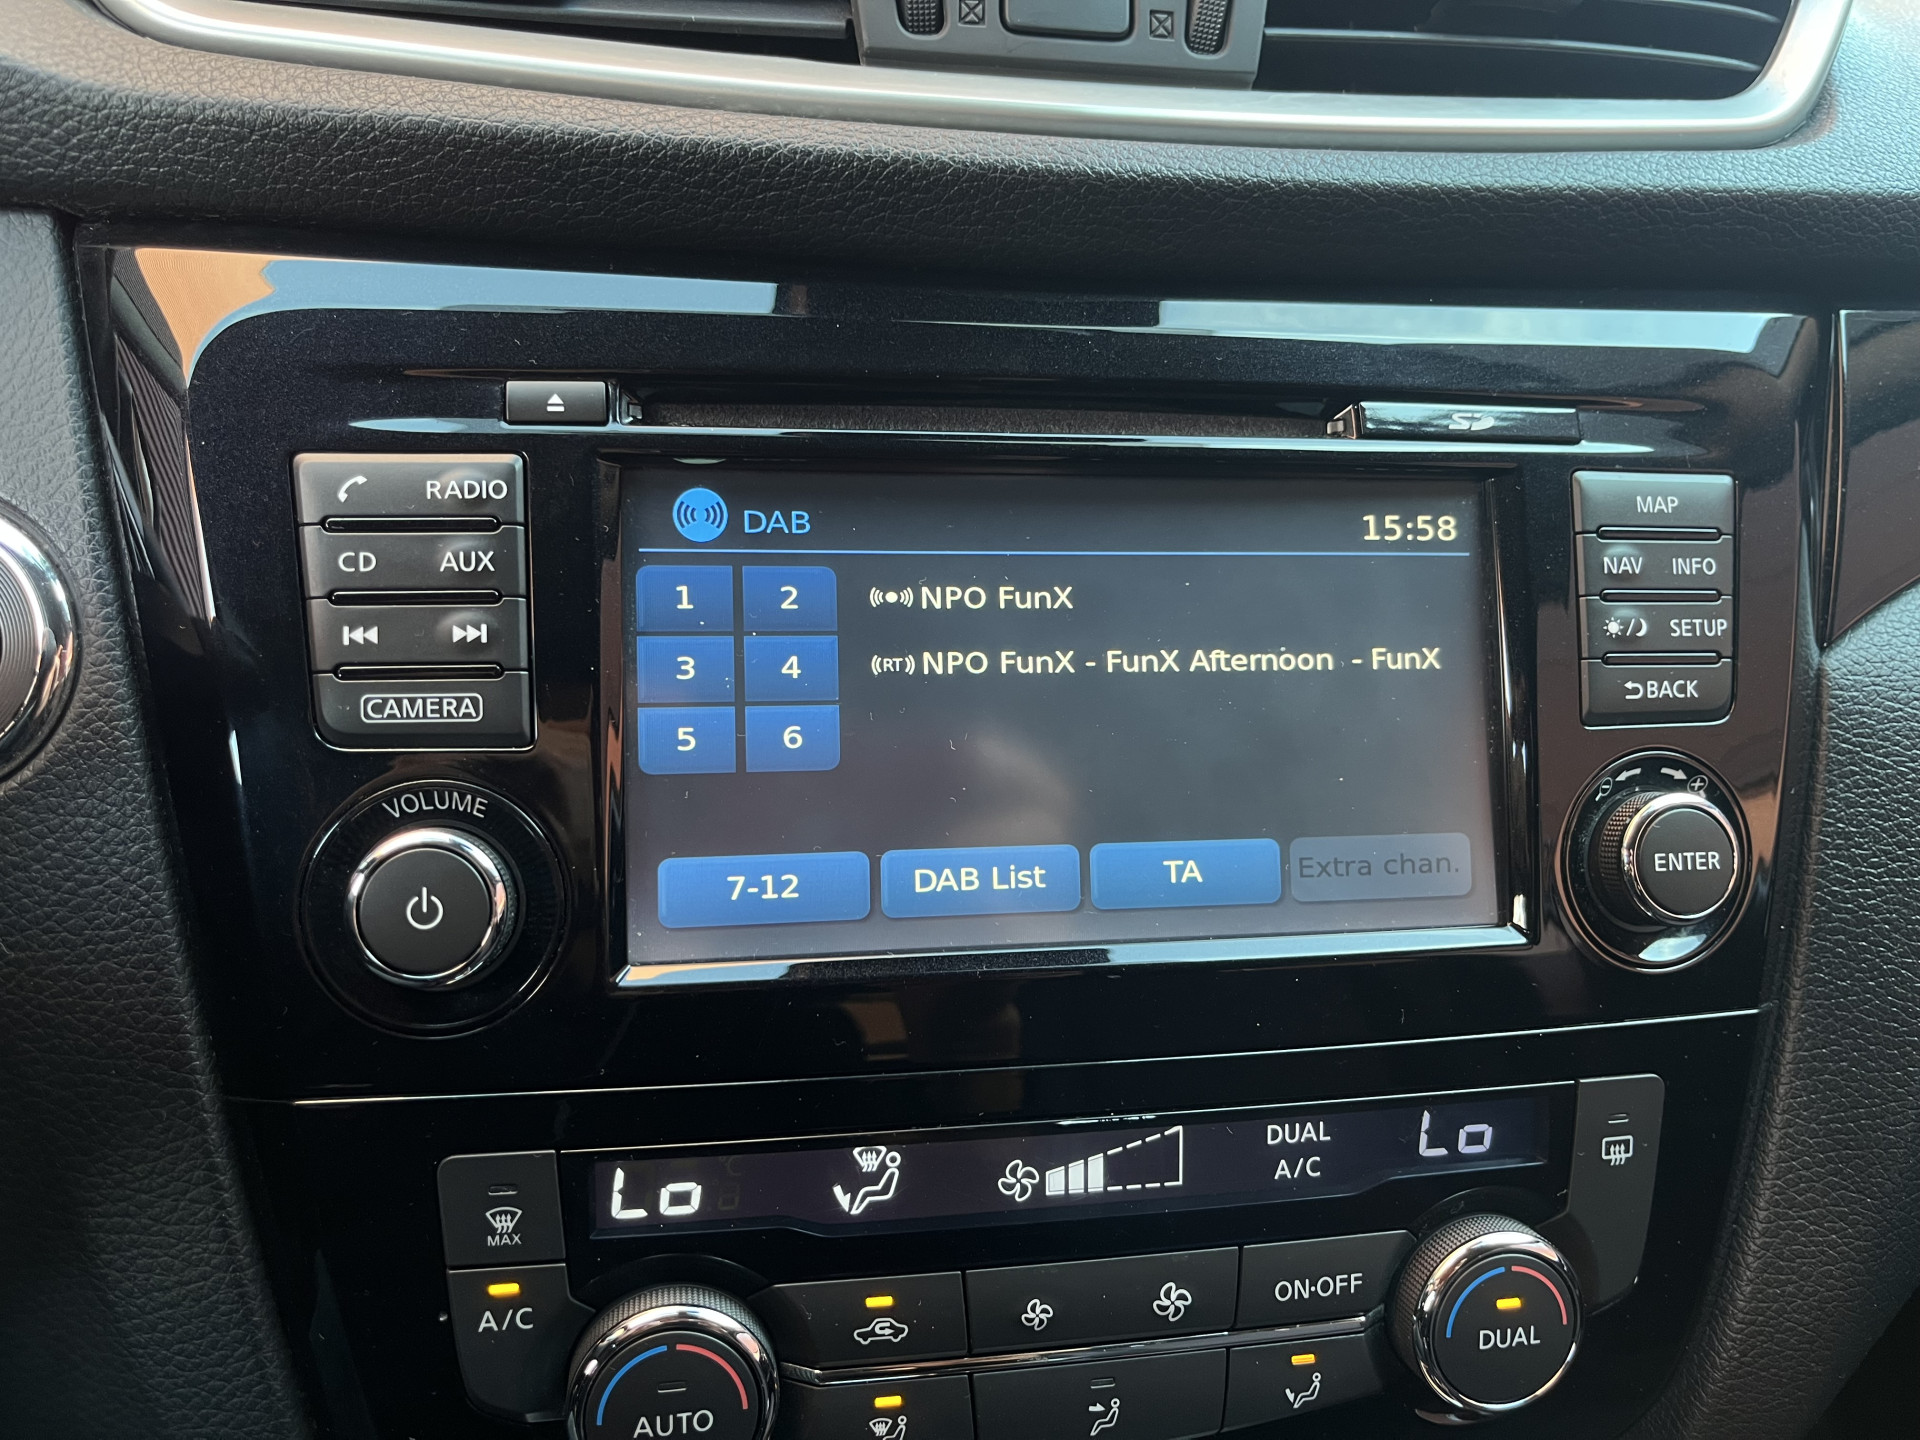 SD
RADIO
CD AUX
CAMERA
VOLUME
DAB 15:58
1 2 NPO FunX
3 4 (RT) NPO FunX - FunX Afternoon - FunX
5 6
7-12 DAB List TA Extra chan.
MAP
NAV INFO
SETUP
BACK
ENTER
Lo DUAL Lo
A/C
MAX
A/C
ON·OFF
AUTO
DUAL